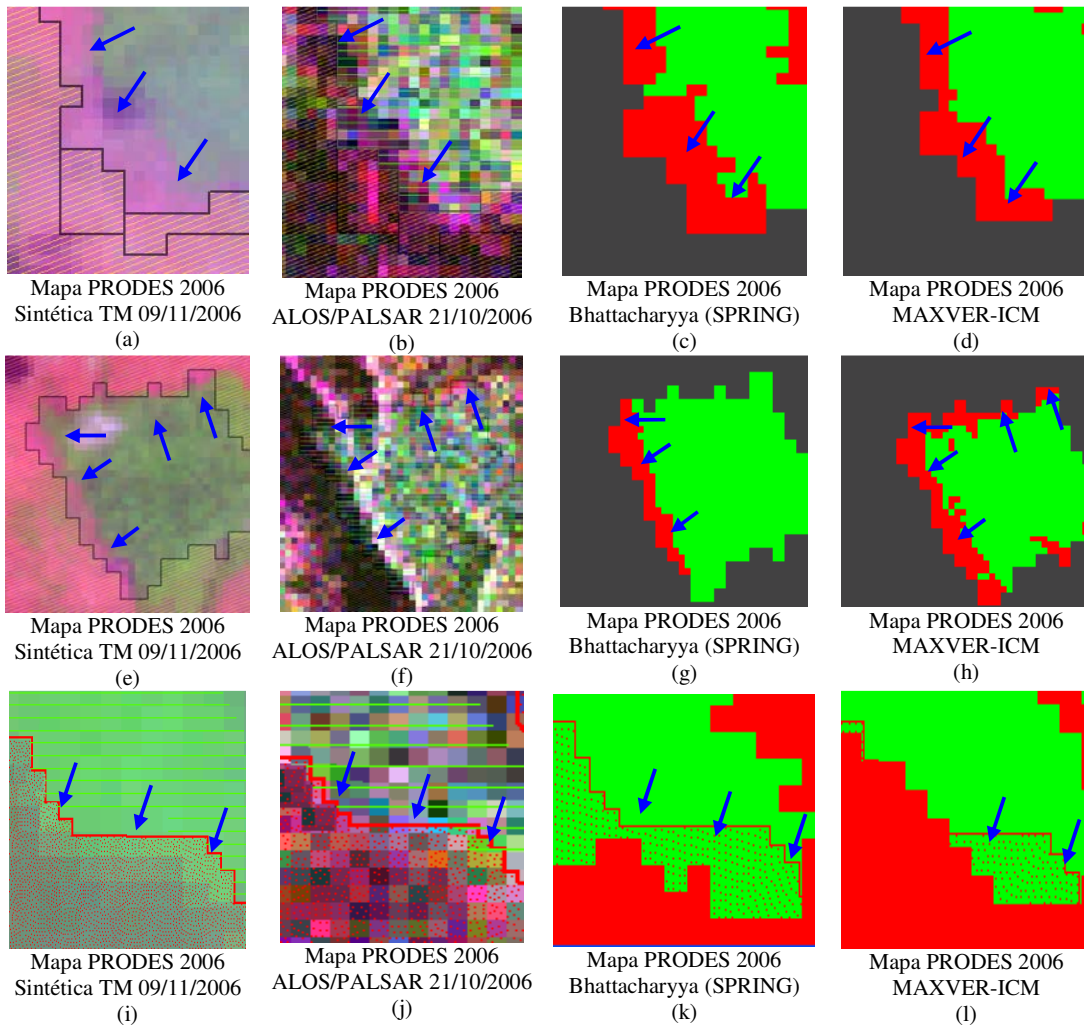 Mapa PRODES 2006
Sintética TM 09/11/2006
(a)
Mapa PRODES 2006
ALOS/PALSAR 21/10/2006
(b)
Mapa PRODES 2006
Bhattacharyya (SPRING)
(c)
Mapa PRODES 2006
MAXVER-ICM
(d)
Mapa PRODES 2006
Sintética TM 09/11/2006
(e)
Mapa PRODES 2006
ALOS/PALSAR 21/10/2006
(f)
Mapa PRODES 2006
Bhattacharyya (SPRING)
(g)
Mapa PRODES 2006
MAXVER-ICM
(h)
Mapa PRODES 2006
Sintética TM 09/11/2006
(i)
Mapa PRODES 2006
ALOS/PALSAR 21/10/2006
(j)
Mapa PRODES 2006
Bhattacharyya (SPRING)
(k)
Mapa PRODES 2006
MAXVER-ICM
(l)